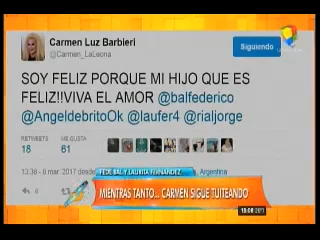 Carmen Luz Barbieri
@Carmen_LaLeona
Siguiendo
SOY FELIZ PORQUE MI HIJO QUE ES
FELIZ!!VIVA EL AMOR @balfederico
@AngeldebritoOk @laufer4 @rialjorge
RETWEETS
18
ME GUSTA
61
13:38 - 8 mar. 2017 desde
, Argentina
FEDE BAL Y LAURITA FERNÁNDEZ
MIENTRAS TANTO... CARMEN SIGUE TUITEANDO